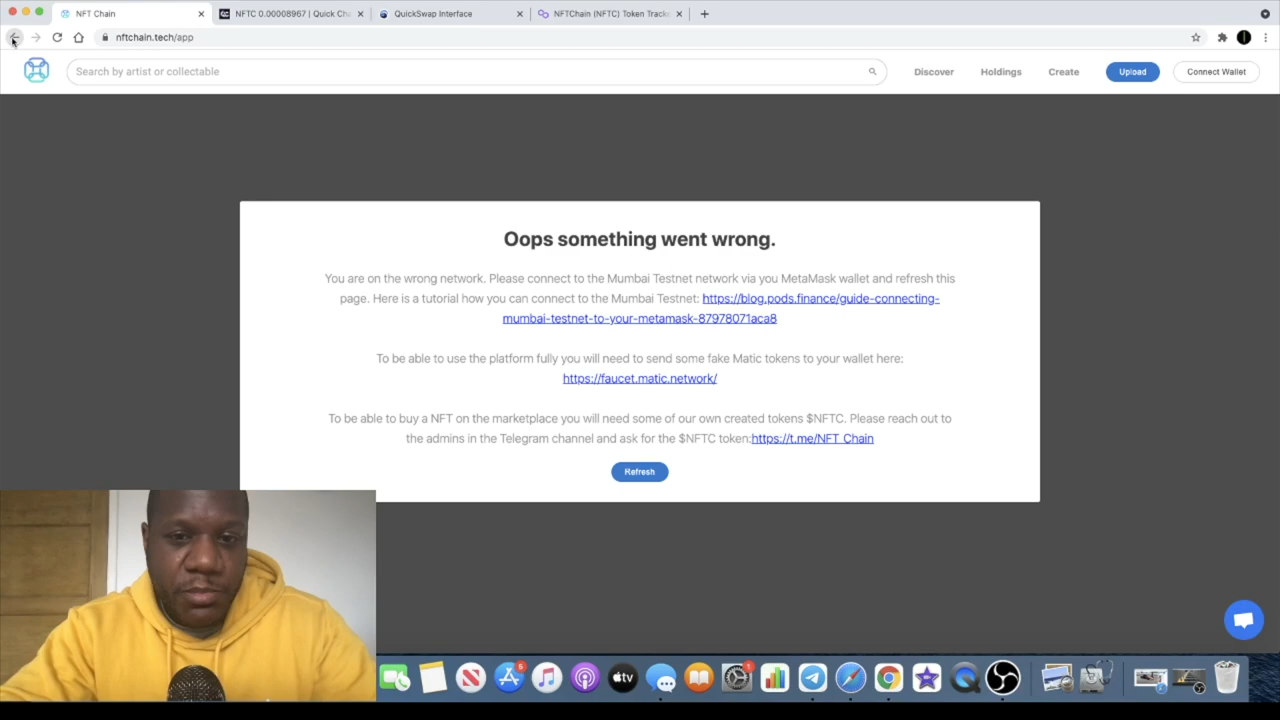 NFT Chain
NFTC 0.00008967 | Quick Cha
QuickSwap Interface
NFTChain (NFTC) Token Tracke
nftchain.tech/app
Search by artist or collectable
Discover
Holdings
Create
Upload
Connect Wallet
Oops something went wrong.
You are on the wrong network. Please connect to the Mumbai Testnet network via you MetaMask wallet and refresh this
page. Here is a tutorial how you can connect to the Mumbai Testnet: https://blog.pods.finance/guide-connecting-
mumbai-testnet-to-your-metamask-87978071aca8
To be able to use the platform fully you will need to send some fake Matic tokens to your wallet here:
https://faucet.matic.network/
To be able to buy a NFT on the marketplace you will need some of our own created tokens $NFTC. Please reach out to
the admins in the Telegram channel and ask for the $NFTC token:https://t.me/NFT_Chain
Refresh
5
tv
1